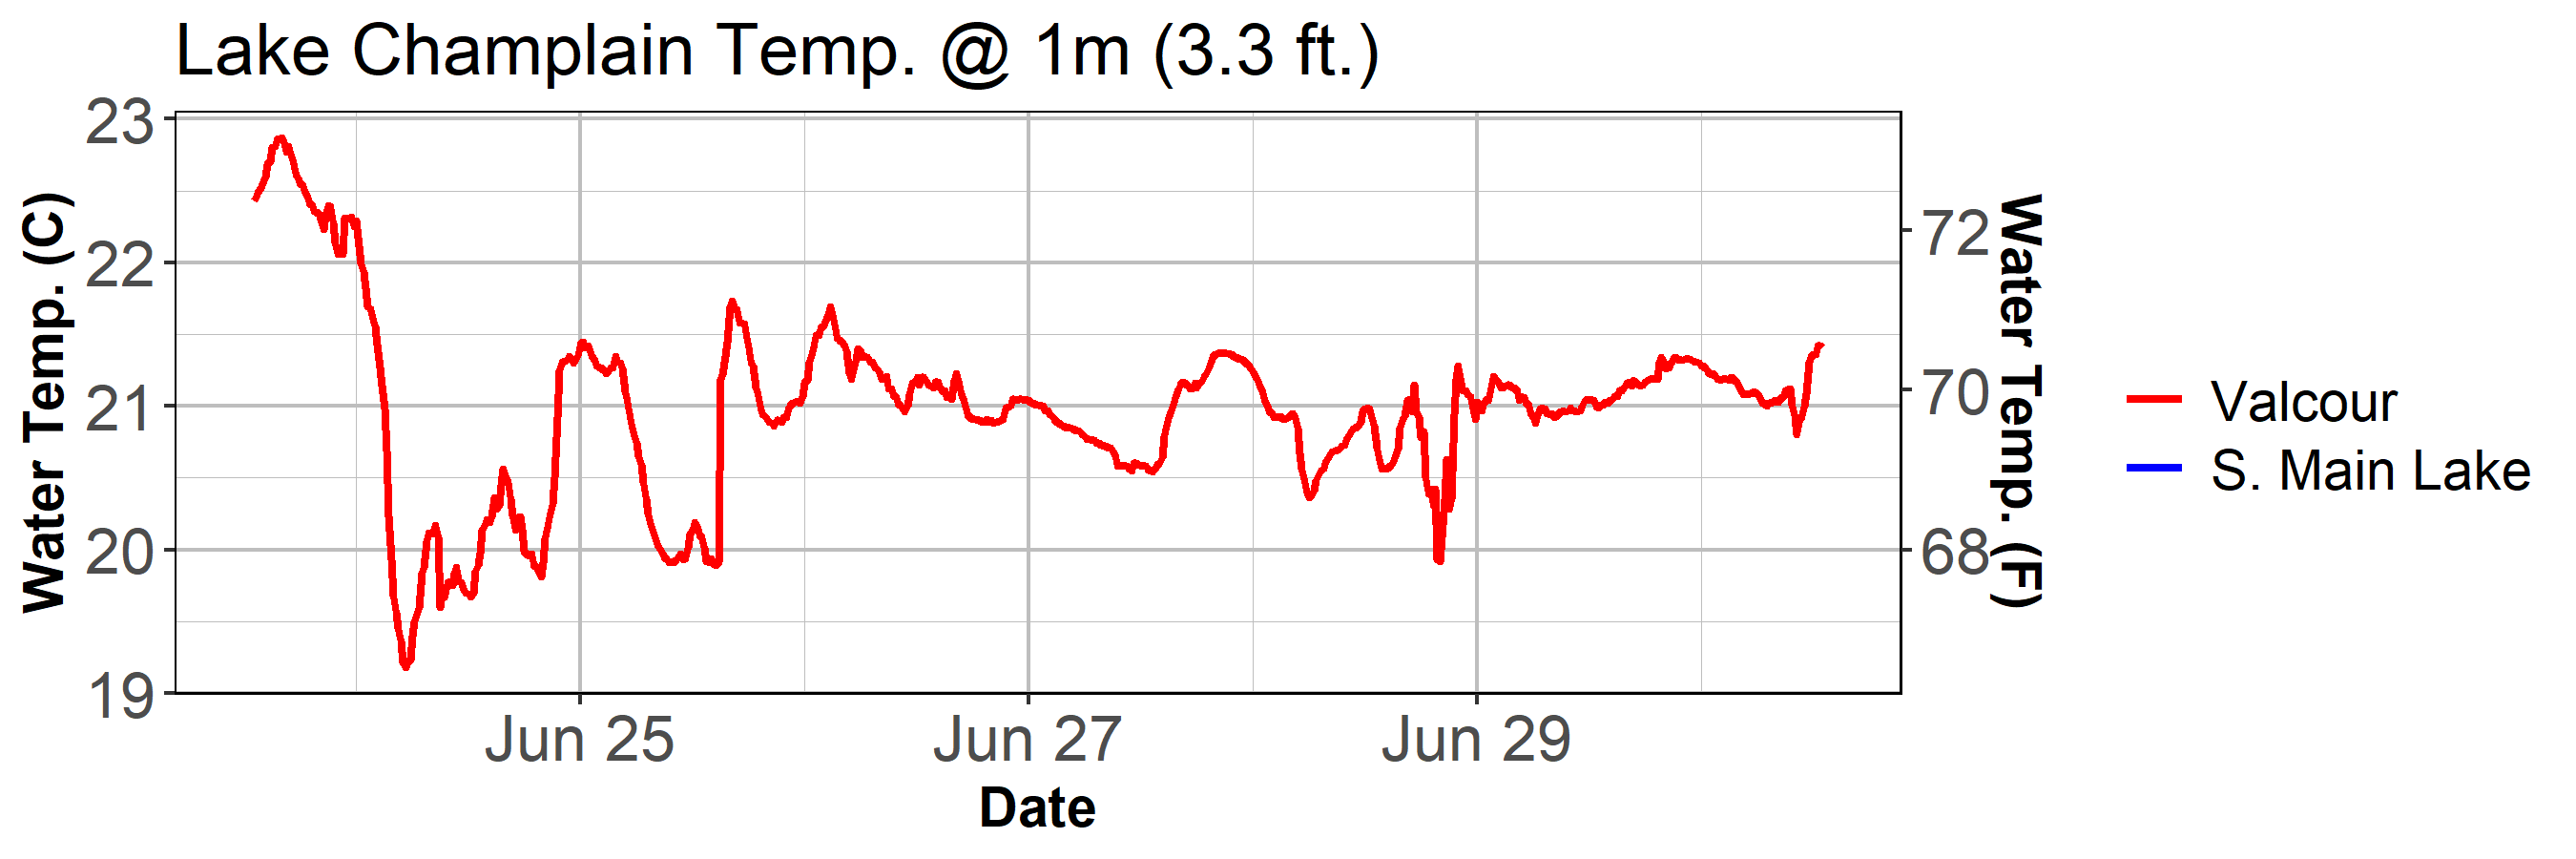 Lake Champlain Temp. @ 1m (3.3 ft.)
Water Temp. (C)
23
22
21
20
19
72
70
68
Water Temp. (F)
Jun 25
Jun 27
Jun 29
Date
Valcour
S. Main Lake